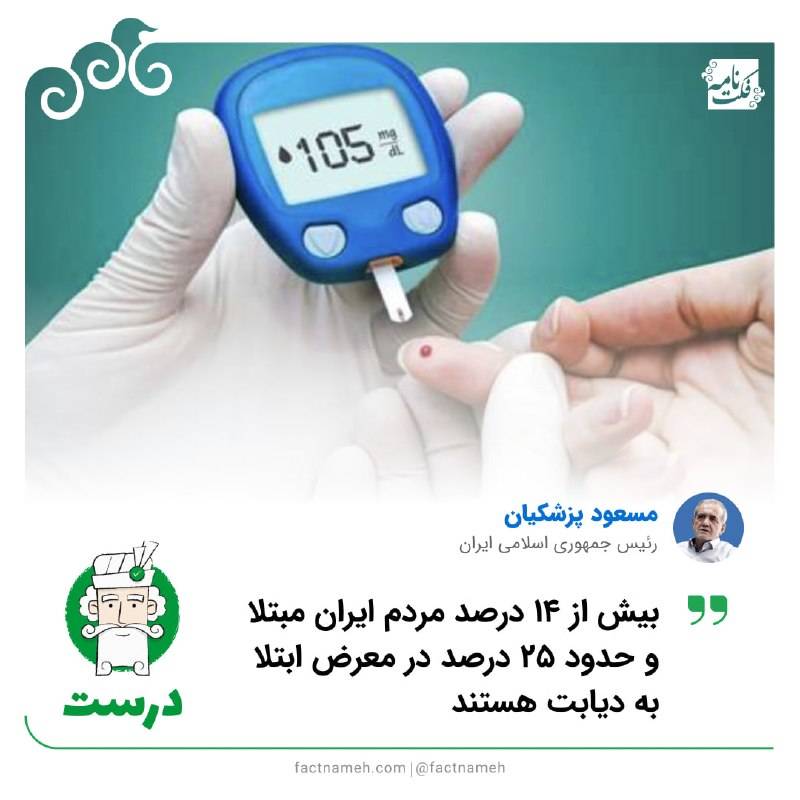 فکت نامه
105 mg/dL
مسعود پزشکیان
رئیس جمهوری اسلامی ایران
بیش از ۱۴ درصد مردم ایران مبتلا
و حدود ۲۵ درصد در معرض ابتلا
به دیابت هستند
درست
factnameh.com | @factnameh